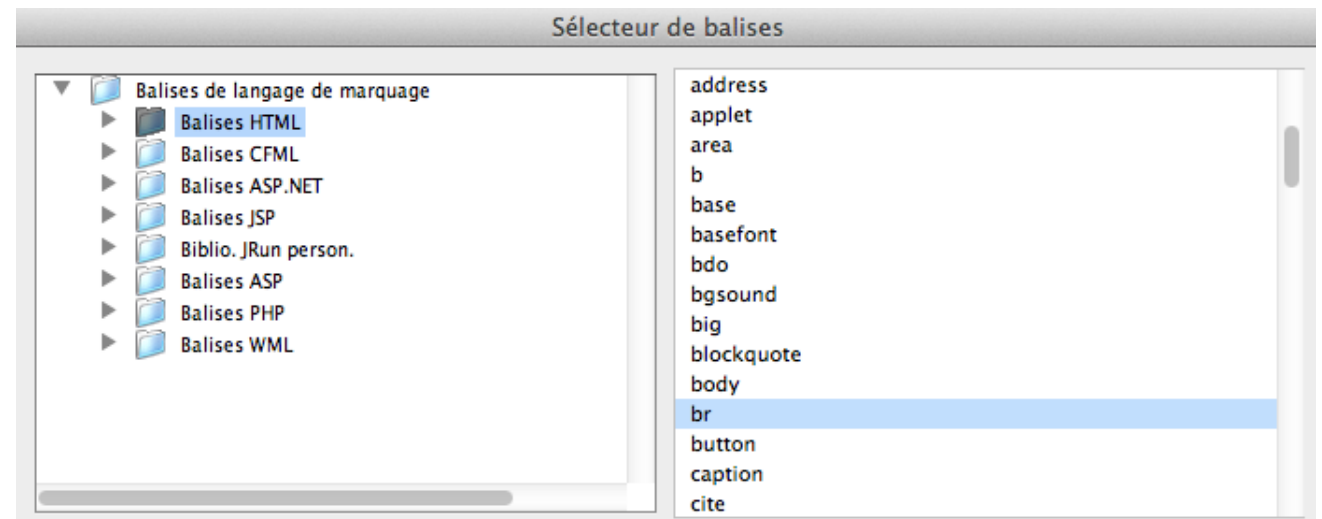 Sélecteur de balises
Balises de langage de marquage
Balises HTML
Balises CFML
Balises ASP.NET
Balises JSP
Biblio. JRun person.
Balises ASP
Balises PHP
Balises WML
address
applet
area
b
base
basefont
bdo
bgsound
big
blockquote
body
br
button
caption
cite